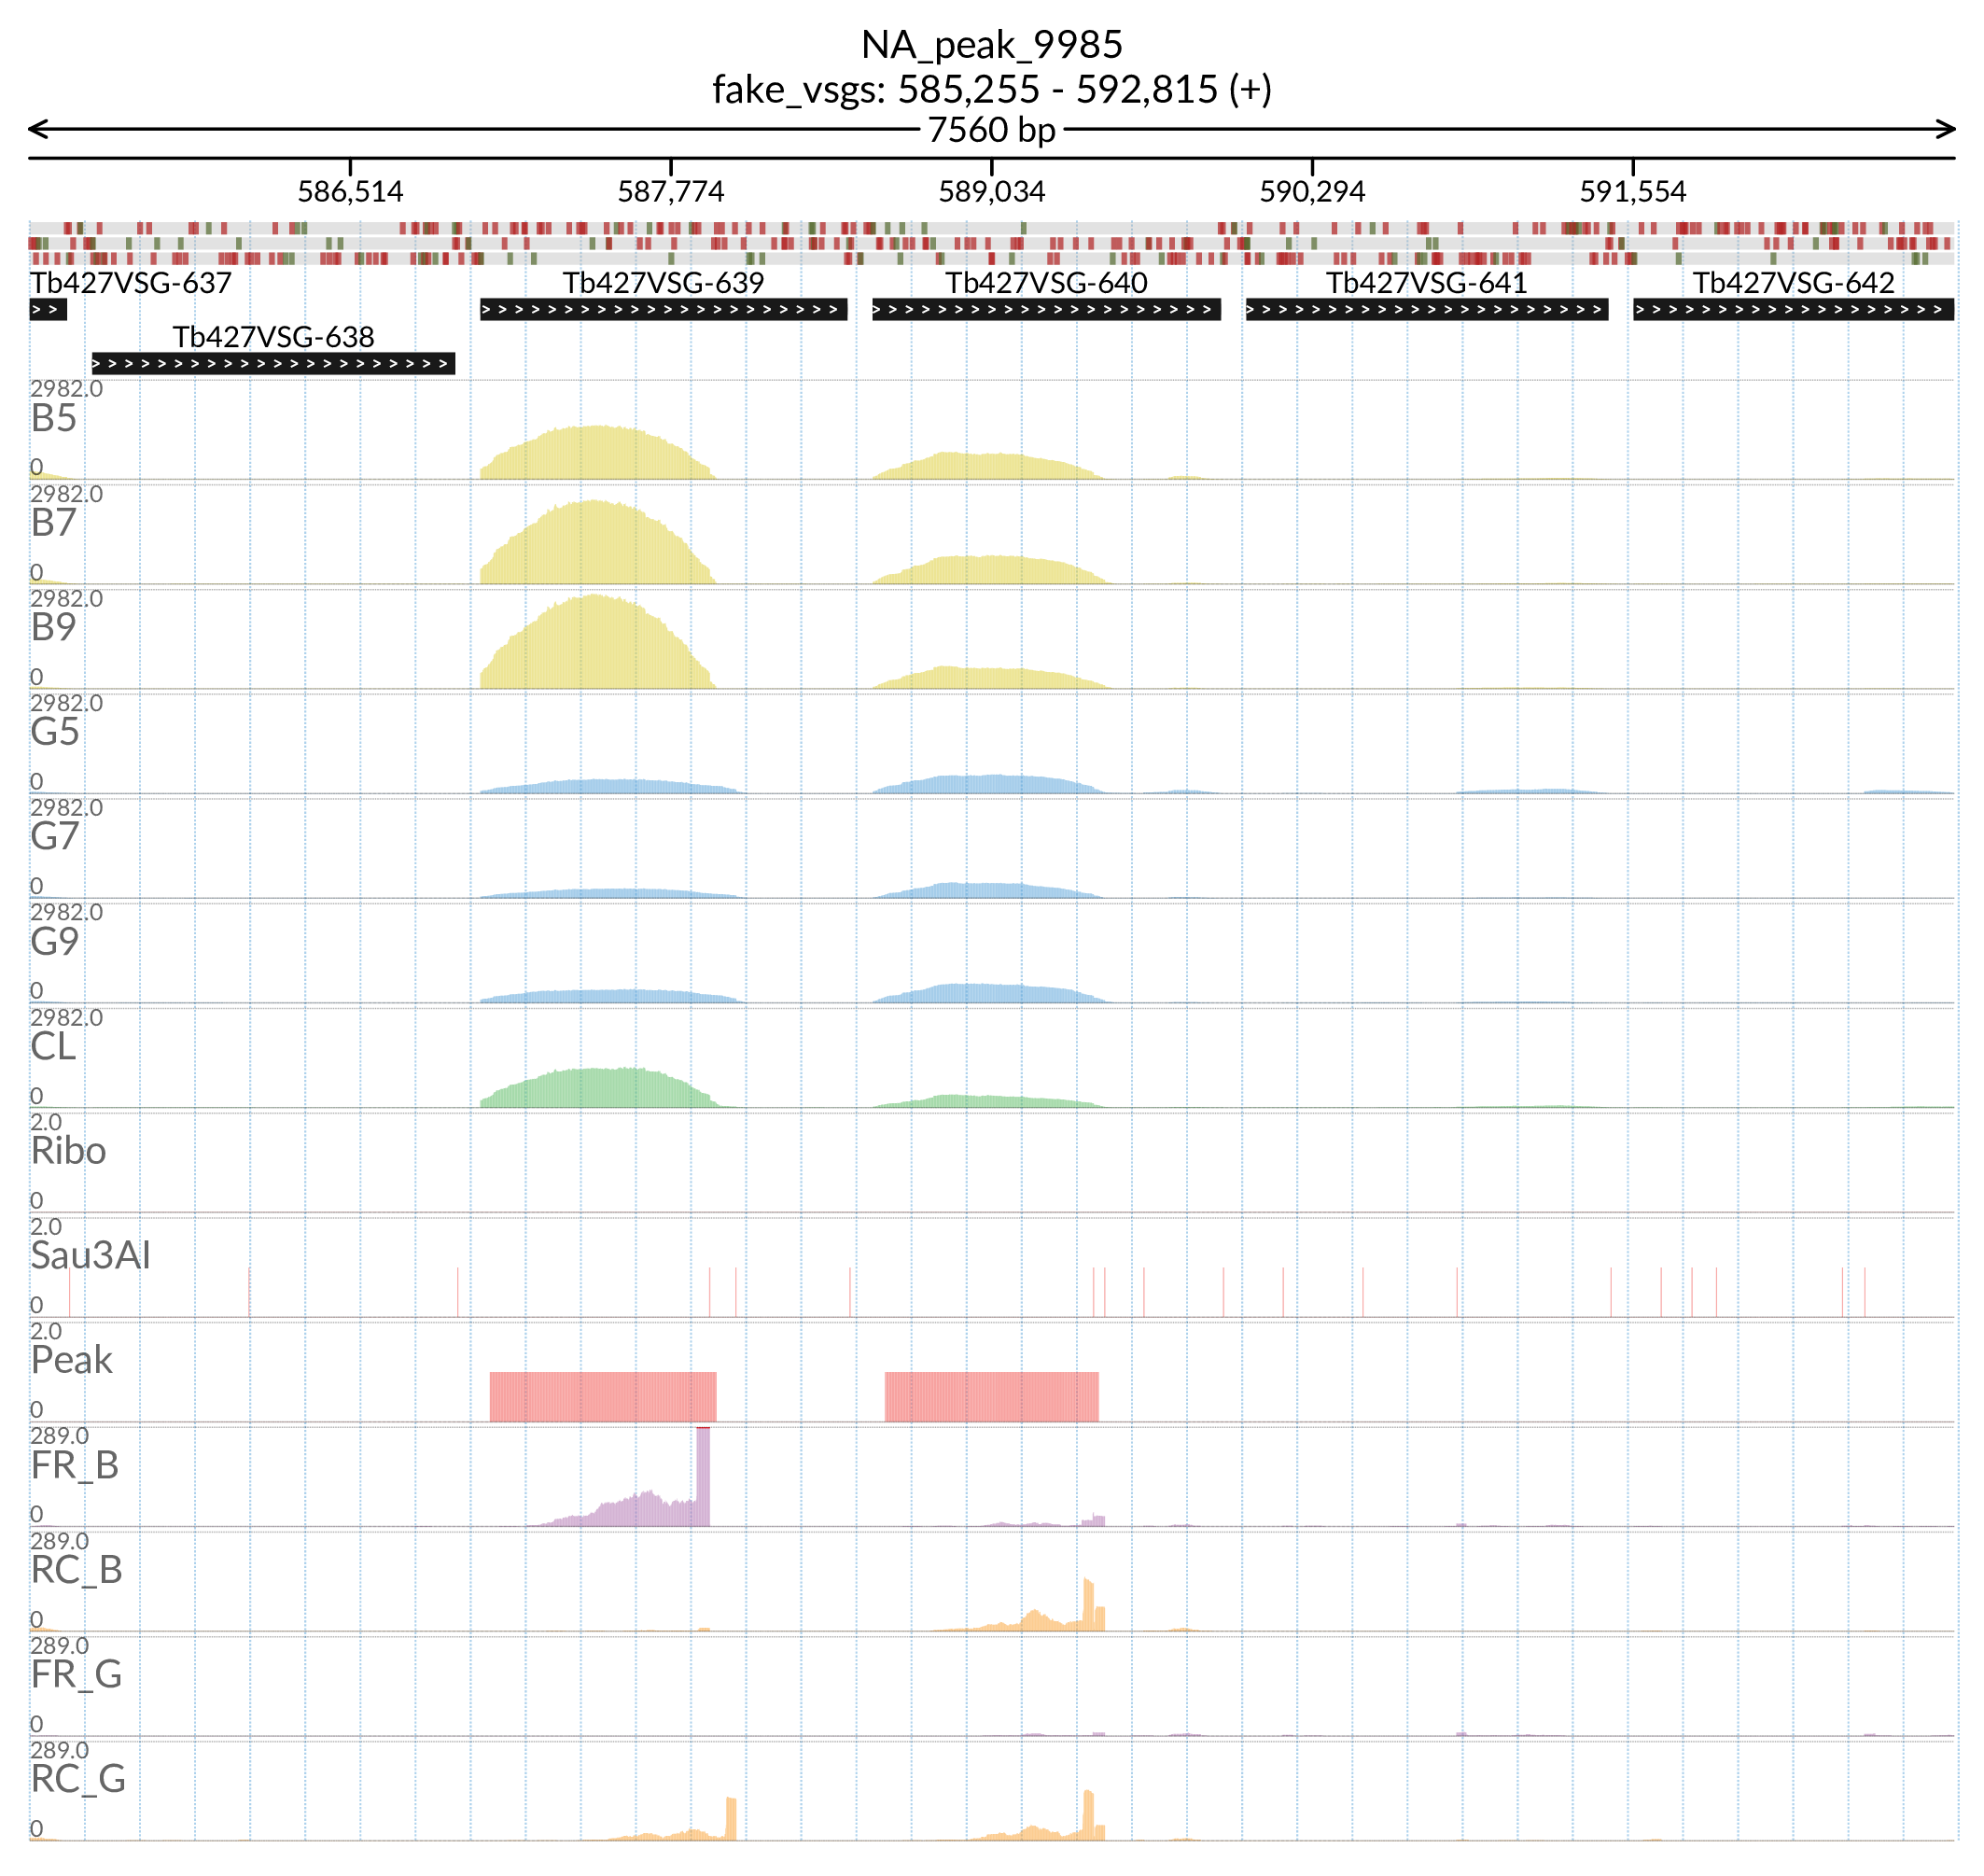 NA_peak_9985
fake_vsgs: 585,255 - 592,815 (+)
7560 bp
586,514 587,774 589,034 590,294 591,554
Tb427VSG-637 Tb427VSG-639 Tb427VSG-640 Tb427VSG-641 Tb427VSG-642
Tb427VSG-638
2982.0
B5
0
2982.0
B7
0
2982.0
B9
0
2982.0
G5
0
2982.0
G7
0
2982.0
G9
0
2982.0
CL
0
2.0
Ribo
0
2.0
Sau3AI
0
2.0
Peak
0
289.0
FR_B
0
289.0
RC_B
0
289.0
FR_G
0
289.0
RC_G
0